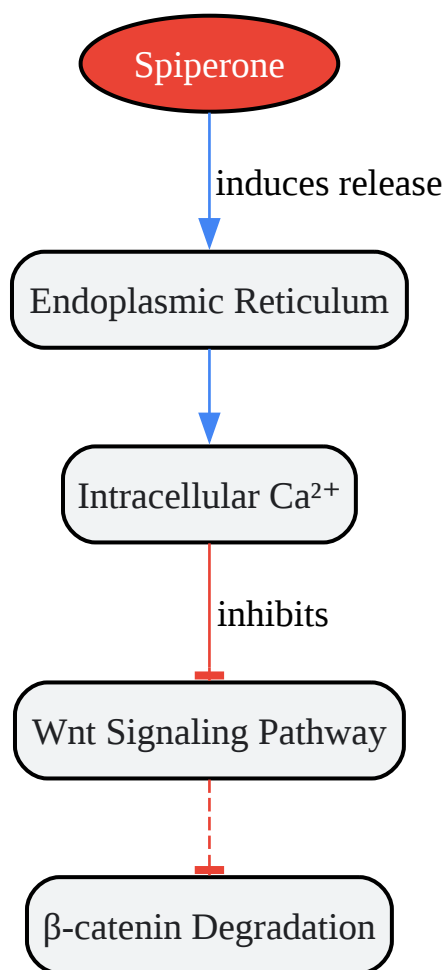 Spiperone
induces release
Endoplasmic Reticulum
Intracellular Ca²⁺
inhibits
Wnt Signaling Pathway
β-catenin Degradation